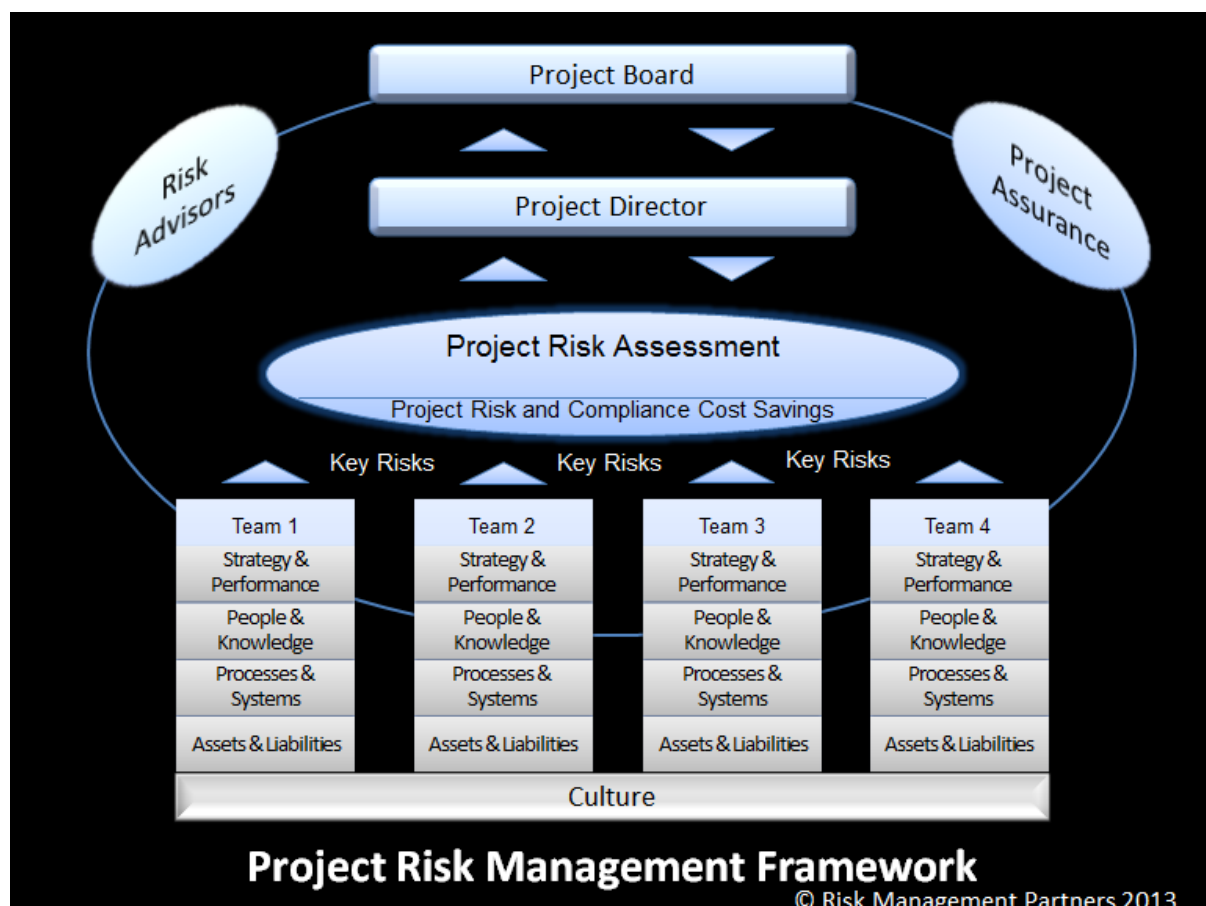 Project Board
Risk
Advisors
Project
Assurance
Project Director
Project Risk Assessment
Project Risk and Compliance Cost Savings
Key Risks
Key Risks
Key Risks
Team 1
Strategy &
Performance
People &
Knowledge
Processes &
Systems
Assets & Liabilities
Team 2
Strategy &
Performance
People &
Knowledge
Processes &
Systems
Assets & Liabilities
Team 3
Strategy &
Performance
People &
Knowledge
Processes &
Systems
Assets & Liabilities
Team 4
Strategy &
Performance
People &
Knowledge
Processes &
Systems
Assets & Liabilities
Culture
Project Risk Management Framework
© Risk Management Partners 2013